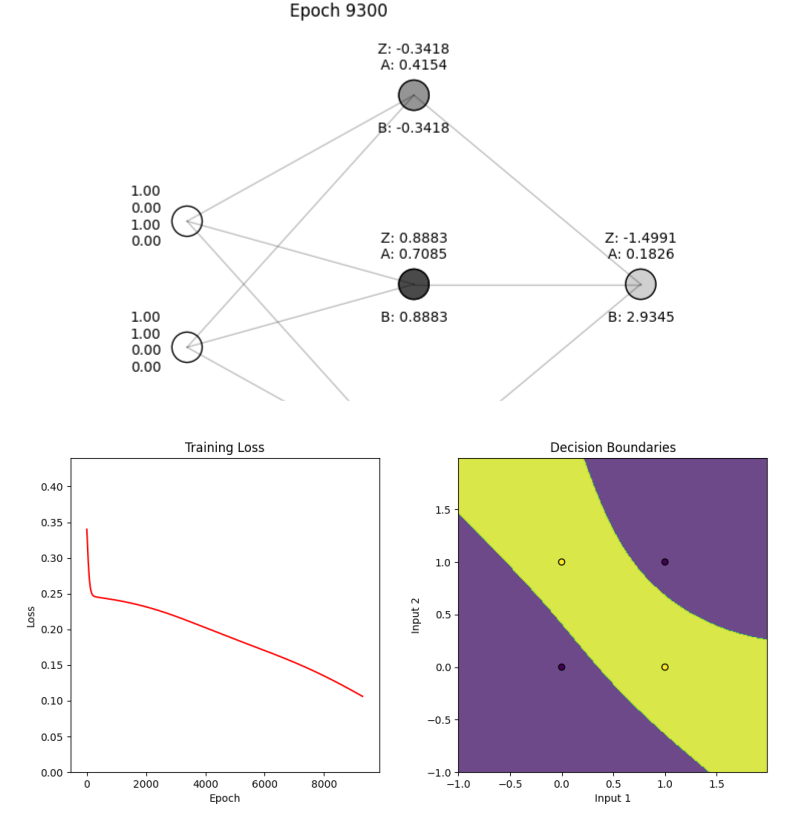 Epoch 9300
Z: -0.3418
A: 0.4154
B: -0.3418
1.00
0.00
1.00
0.00
Z: 0.8883
A: 0.7085
B: 0.8883
Z: -1.4991
A: 0.1826
B: 2.9345
1.00
1.00
0.00
0.00
Training Loss
Loss
0.40
0.35
0.30
0.25
0.20
0.15
0.10
0.05
0.00
0 2000 4000 6000 8000
Epoch
Decision Boundaries
Input 2
1.5
1.0
0.5
0.0
−0.5
−1.0
−1.0 −0.5 0.0 0.5 1.0 1.5
Input 1